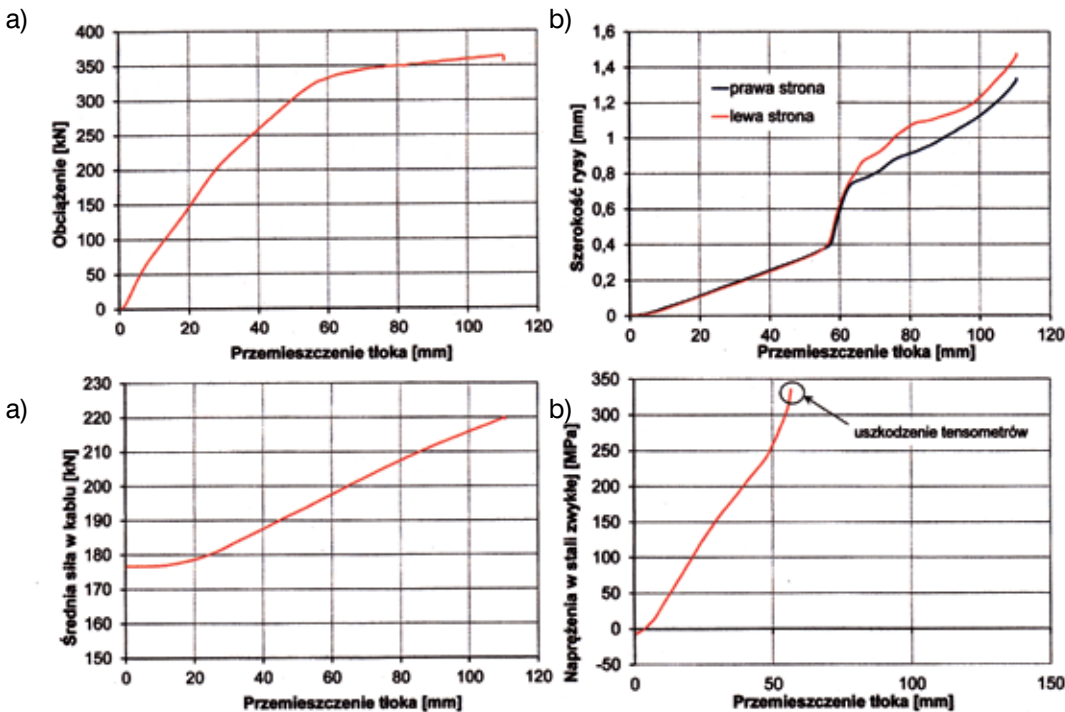 a)
Obciążenie [kN]
400
350
300
250
200
150
100
50
0
0 20 40 60 80 100 120
Przemieszczenie tłoka [mm]
b)
Szerokość rysy [mm]
1,6
1,4
1,2
1
0,8
0,6
0,4
0,2
0
prawa strona
lewa strona
0 20 40 60 80 100 120
Przemieszczenie tłoka [mm]
a)
Średnia siła w kablu [kN]
230
220
210
200
190
180
170
160
150
0 20 40 60 80 100 120
Przemieszczenie tłoka [mm]
b)
Naprężenia w stali zwykłej [MPa]
350
300
250
200
150
100
50
0
-50
uszkodzenie tensometrów
0 50 100 150
Przemieszczenie tłoka [mm]